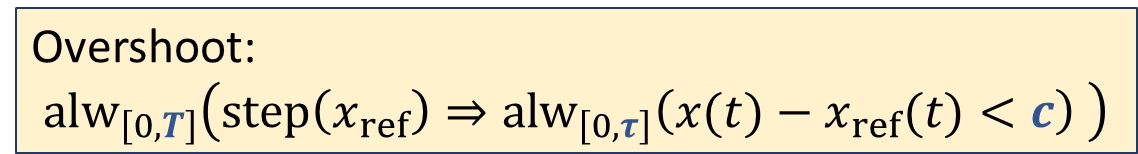 Overshoot:
alw[0,T](step(xref) ⇒ alw[0,τ](x(t) − xref(t) < c) )